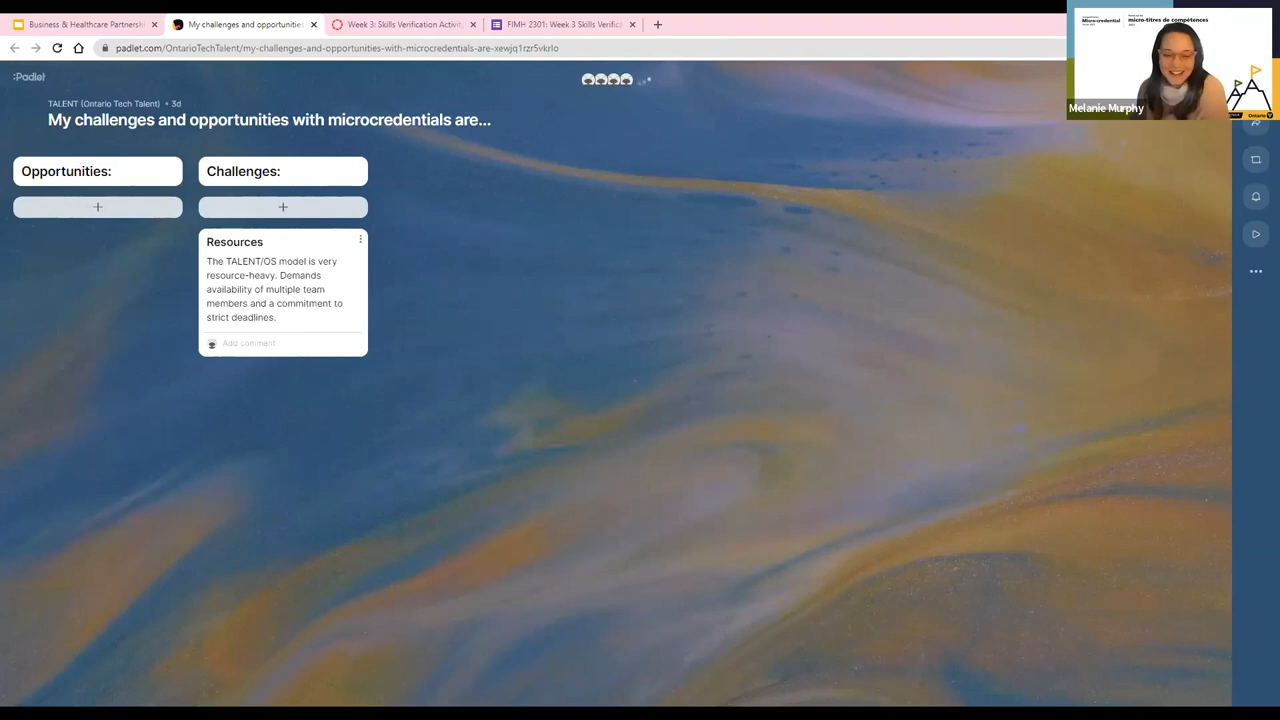 Business & Healthcare Partnersh
My challenges and opportunities
Week 3 Skills Verification Activity
FIMH 2301: Week 3 Skills Verifica
padlet.com/OntarioTechTalent/my-challenges-and-opportunities-with-microcredentials-are-xewjq1rzr5vkrlo
:Padlet
TALENT (Ontario Tech Talent) • 3d
My challenges and opportunities with microcredentials are...
Opportunities:
Challenges:
Resources
The TALENT/OS model is very
resource-heavy. Demands
availability of multiple team
members and a commitment to
strict deadlines.
Add comment
Micro-credential
micro-titres de compétences
Melanie Murphy
Ontario